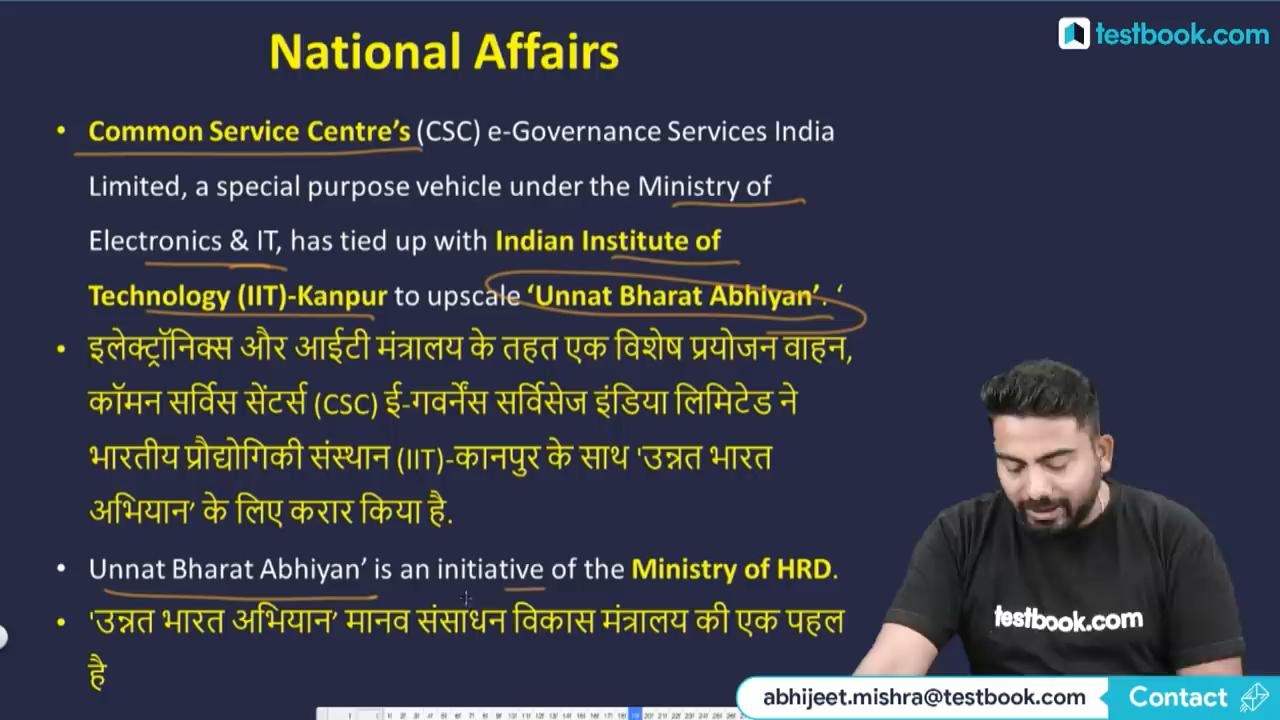 National Affairs
testbook.com
• Common Service Centre's (CSC) e-Governance Services India
Limited, a special purpose vehicle under the Ministry of
Electronics & IT, has tied up with Indian Institute of
Technology (IIT)-Kanpur to upscale ‘Unnat Bharat Abhiyan’. ‘
• इलेक्ट्रॉनिक्स और आईटी मंत्रालय के तहत एक विशेष प्रयोजन वाहन,
कॉमन सर्विस सेंटर्स (CSC) ई-गवर्नेंस सर्विसेज इंडिया लिमिटेड ने
भारतीय प्रौद्योगिकी संस्थान (IIT)-कानपुर के साथ 'उन्नत भारत
अभियान’ के लिए करार किया है.
• Unnat Bharat Abhiyan’ is an initiative of the Ministry of HRD.
• 'उन्नत भारत अभियान’ मानव संसाधन विकास मंत्रालय की एक पहल
है
testbook.com
abhijeet.mishra@testbook.com
Contact